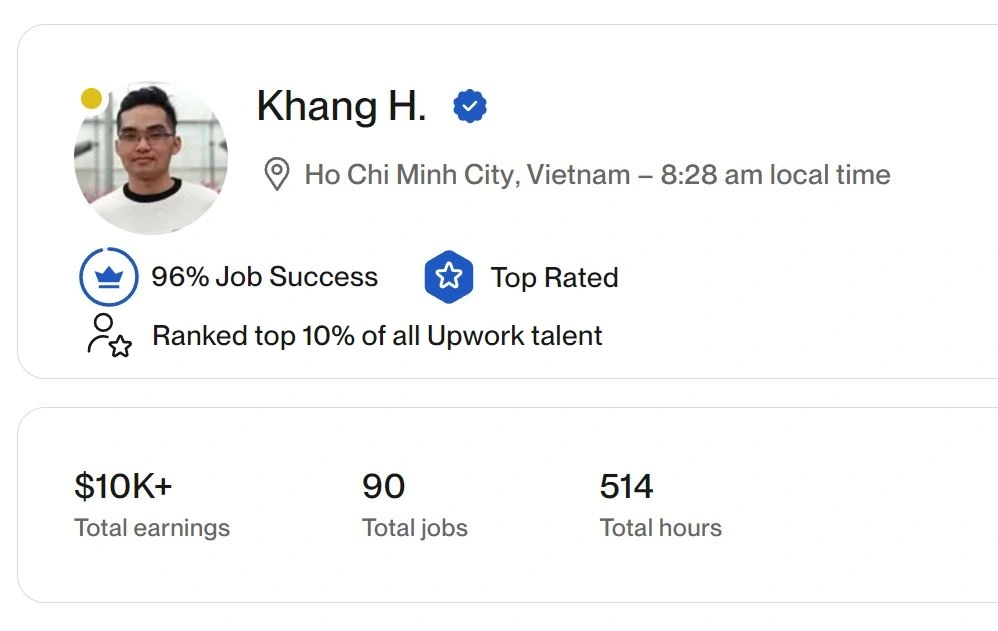 Khang H.
Ho Chi Minh City, Vietnam – 8:28 am local time
96% Job Success
Top Rated
Ranked top 10% of all Upwork talent
$10K+
Total earnings
90
Total jobs
514
Total hours